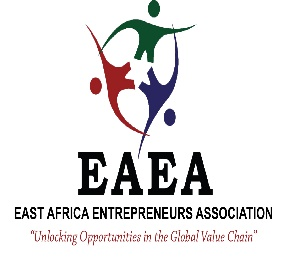 EAEA
EAST AFRICA ENTREPRENEURS ASSOCIATION
"Unlocking Opportunities in the Global Value Chain"